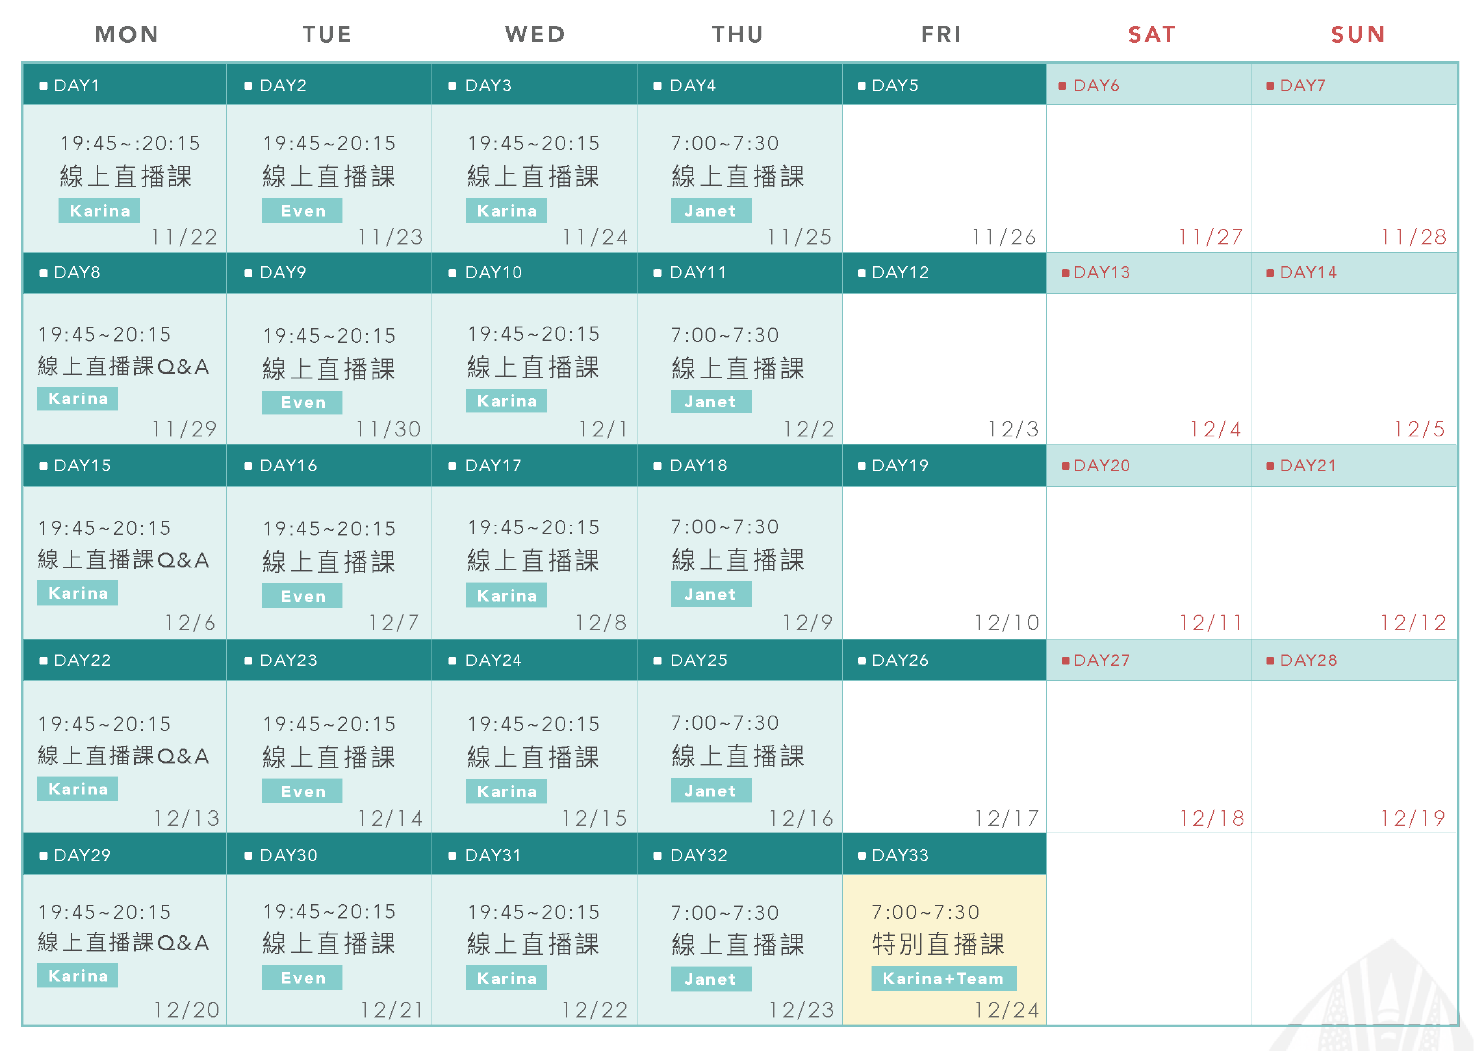 MON TUE WED THU FRI SAT SUN
DAY1 DAY2 DAY3 DAY4 DAY5 DAY6 DAY7
19:45~:20:15 19:45~20:15 19:45~20:15 7:00~7:30
線上直播課 線上直播課 線上直播課 線上直播課
Karina Even Karina Janet
11/22 11/23 11/24 11/25 11/26 11/27 11/28
DAY8 DAY9 DAY10 DAY11 DAY12 DAY13 DAY14
19:45~20:15 19:45~20:15 19:45~20:15 7:00~7:30
線上直播課Q&A 線上直播課 線上直播課 線上直播課
Karina Even Karina Janet
11/29 11/30 12/1 12/2 12/3 12/4 12/5
DAY15 DAY16 DAY17 DAY18 DAY19 DAY20 DAY21
19:45~20:15 19:45~20:15 19:45~20:15 7:00~7:30
線上直播課Q&A 線上直播課 線上直播課 線上直播課
Karina Even Karina Janet
12/6 12/7 12/8 12/9 12/10 12/11 12/12
DAY22 DAY23 DAY24 DAY25 DAY26 DAY27 DAY28
19:45~20:15 19:45~20:15 19:45~20:15 7:00~7:30
線上直播課Q&A 線上直播課 線上直播課 線上直播課
Karina Even Karina Janet
12/13 12/14 12/15 12/16 12/17 12/18 12/19
DAY29 DAY30 DAY31 DAY32 DAY33
19:45~20:15 19:45~20:15 19:45~20:15 7:00~7:30 7:00~7:30
線上直播課Q&A 線上直播課 線上直播課 線上直播課 特別直播課
Karina Even Karina Janet Karina+Team
12/20 12/21 12/22 12/23 12/24